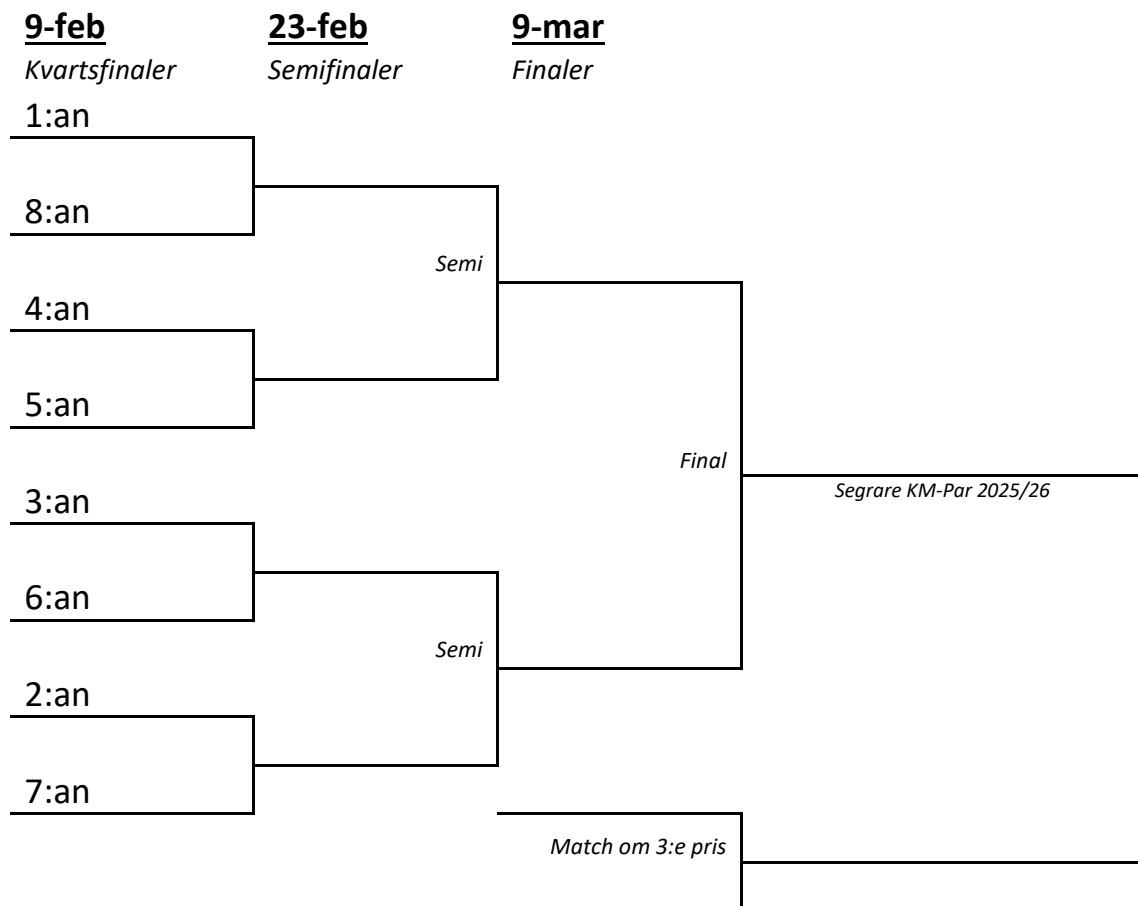 9-feb 23-feb 9-mar
Kvartsfinaler Semifinaler Finaler
1:an
8:an
Semi
4:an
5:an
Final
Segrare KM-Par 2025/26
3:an
6:an
Semi
2:an
7:an
Match om 3:e pris